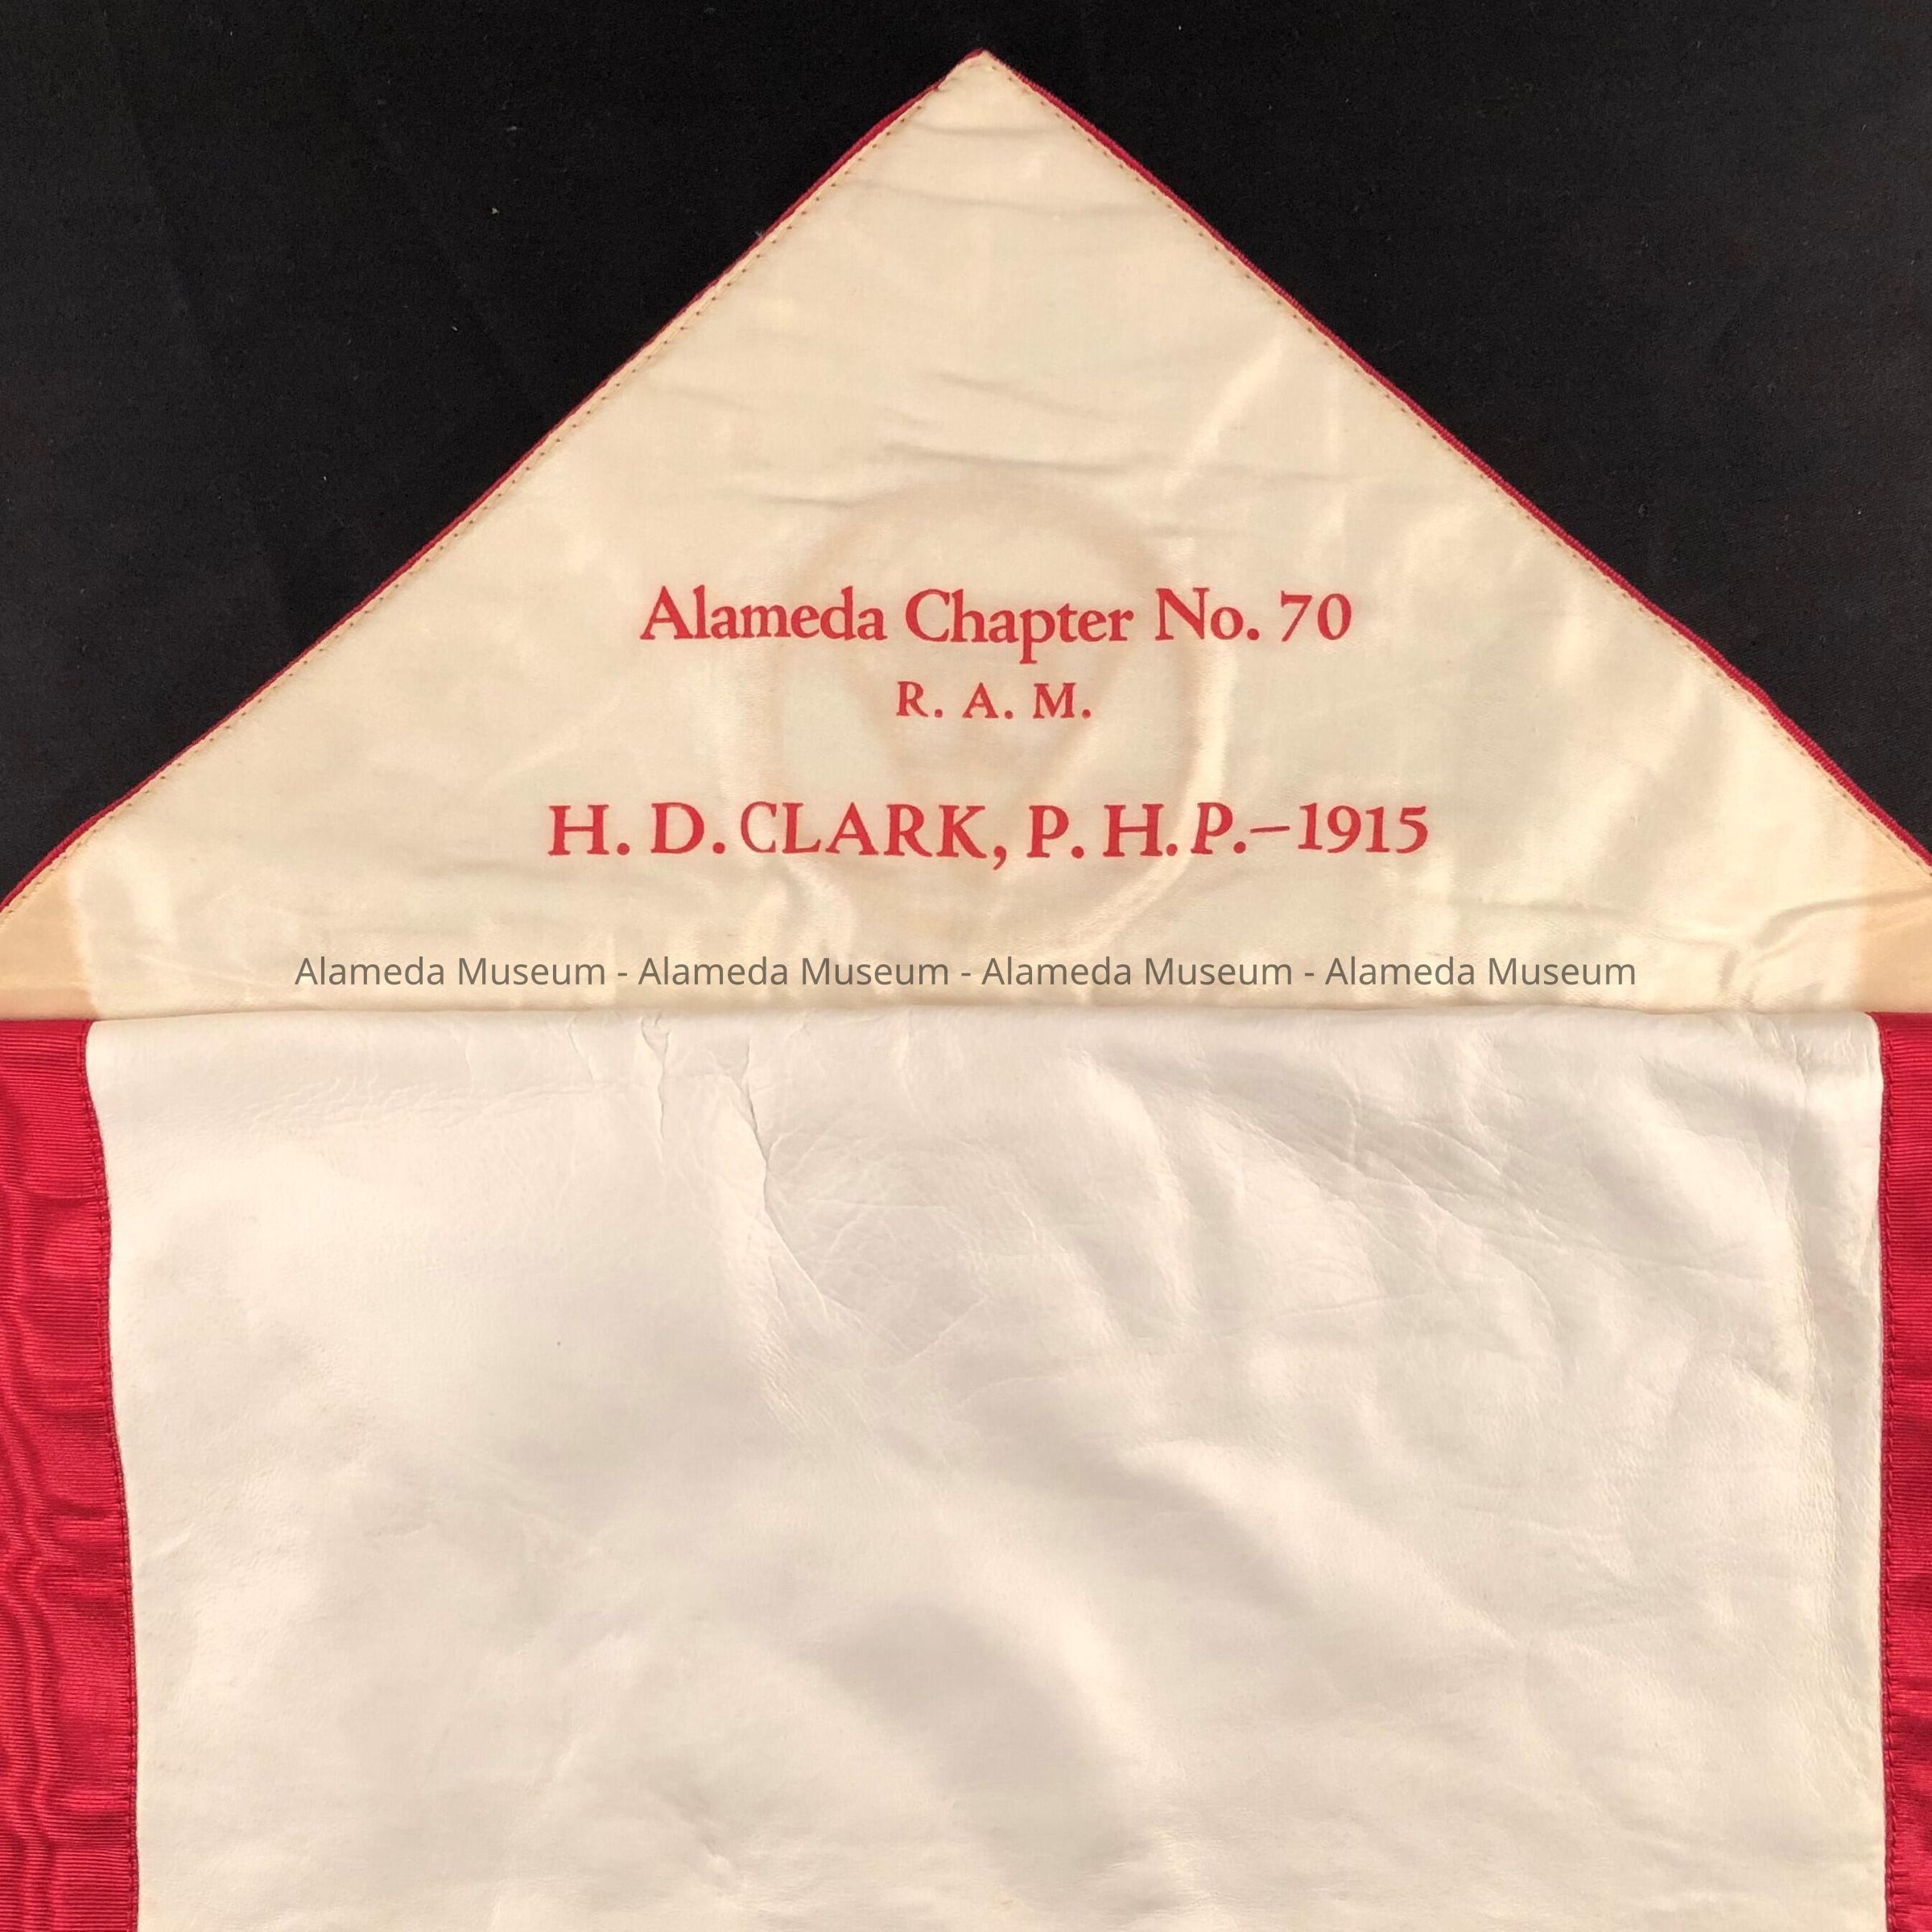 Alameda Chapter No. 70
R. A. M.
H. D. CLARK, P. H. P.–1915
Alameda Museum - Alameda Museum - Alameda Museum - Alameda Museum